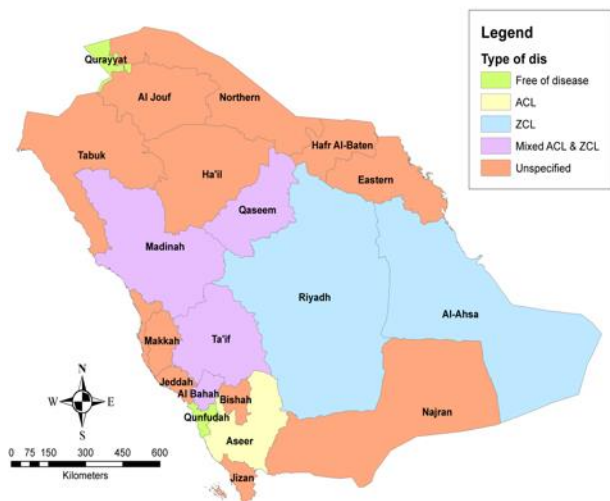 Legend
Type of dis
Free of disease
ACL
ZCL
Mixed ACL & ZCL
Unspecified
Qurayyat
Al Jouf
Northern
Hafr Al-Baten
Tabuk
Ha'il
Eastern
Qaseem
Madinah
Riyadh
Al-Ahsa
Makkah
Ta'if
Jeddah
Al Bahah
Bishah
Qunfudah
Najran
Aseer
Jizan
N
W E
S
0 75 150 300 450 600
Kilometers